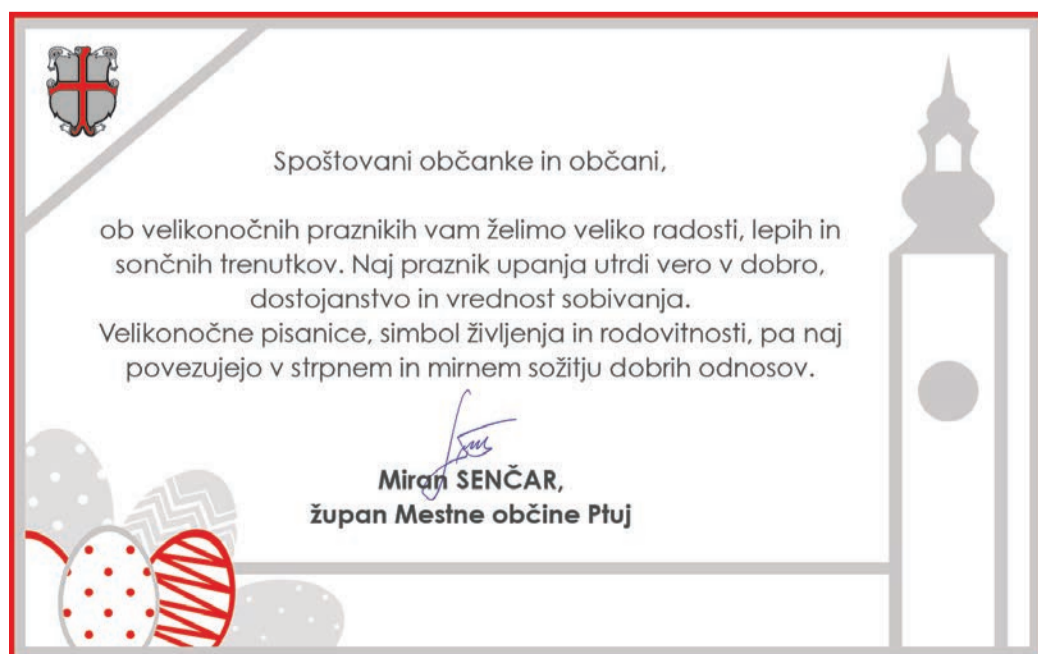 Spoštovani občanke in občani,
ob velikonočnih praznikih vam želimo veliko radosti, lepih in
sončnih trenutkov. Naj praznik upanja utrdi vero v dobro,
dostojanstvo in vrednost sobivanja.
Velikonočne pisanice, simbol življenja in rodovitnosti, pa naj
povezujejo v strpnem in mirnem sožitju dobrih odnosov.
Miran SENČAR,
župan Mestne občine Ptuj